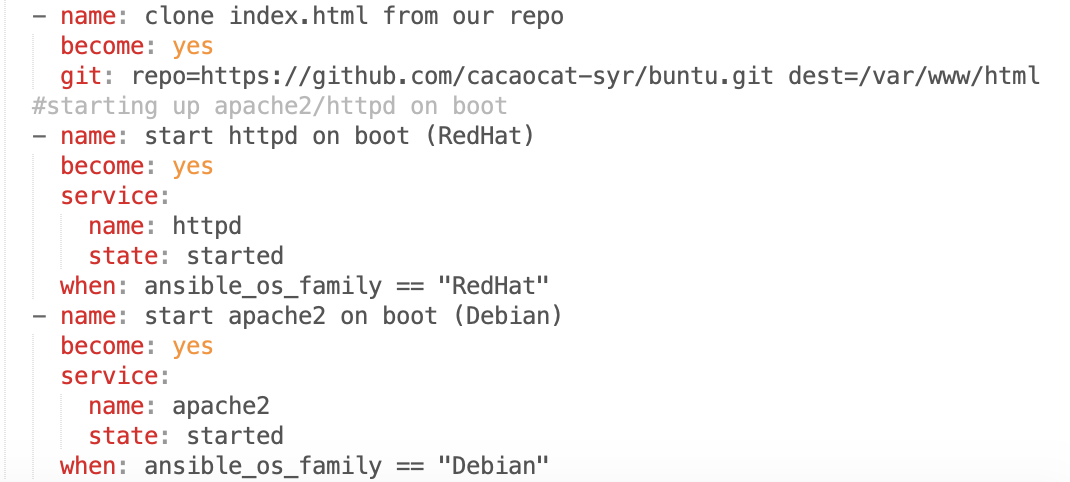 - name: clone index.html from our repo
  become: yes
  git: repo=https://github.com/cacaocat-syr/buntu.git dest=/var/www/html
#starting up apache2/httpd on boot
- name: start httpd on boot (RedHat)
  become: yes
  service:
    name: httpd
    state: started
  when: ansible_os_family == "RedHat"
- name: start apache2 on boot (Debian)
  become: yes
  service:
    name: apache2
    state: started
  when: ansible_os_family == "Debian"